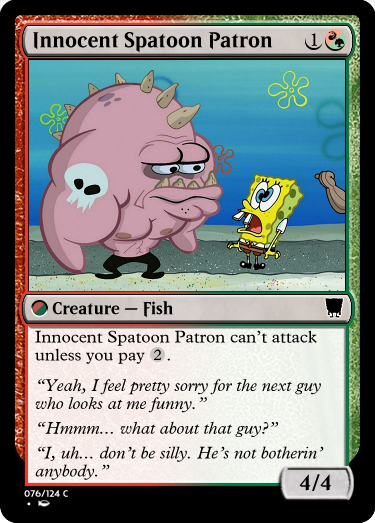 Innocent Spatoon Patron 1
Creature — Fish
Innocent Spatoon Patron can't attack
unless you pay 2.
“Yeah, I feel pretty sorry for the next guy
who looks at me funny.”
“Hmmm... what about that guy?”
“I, uh... don't be silly. He's not botherin'
anybody.”
4/4
076/124 C